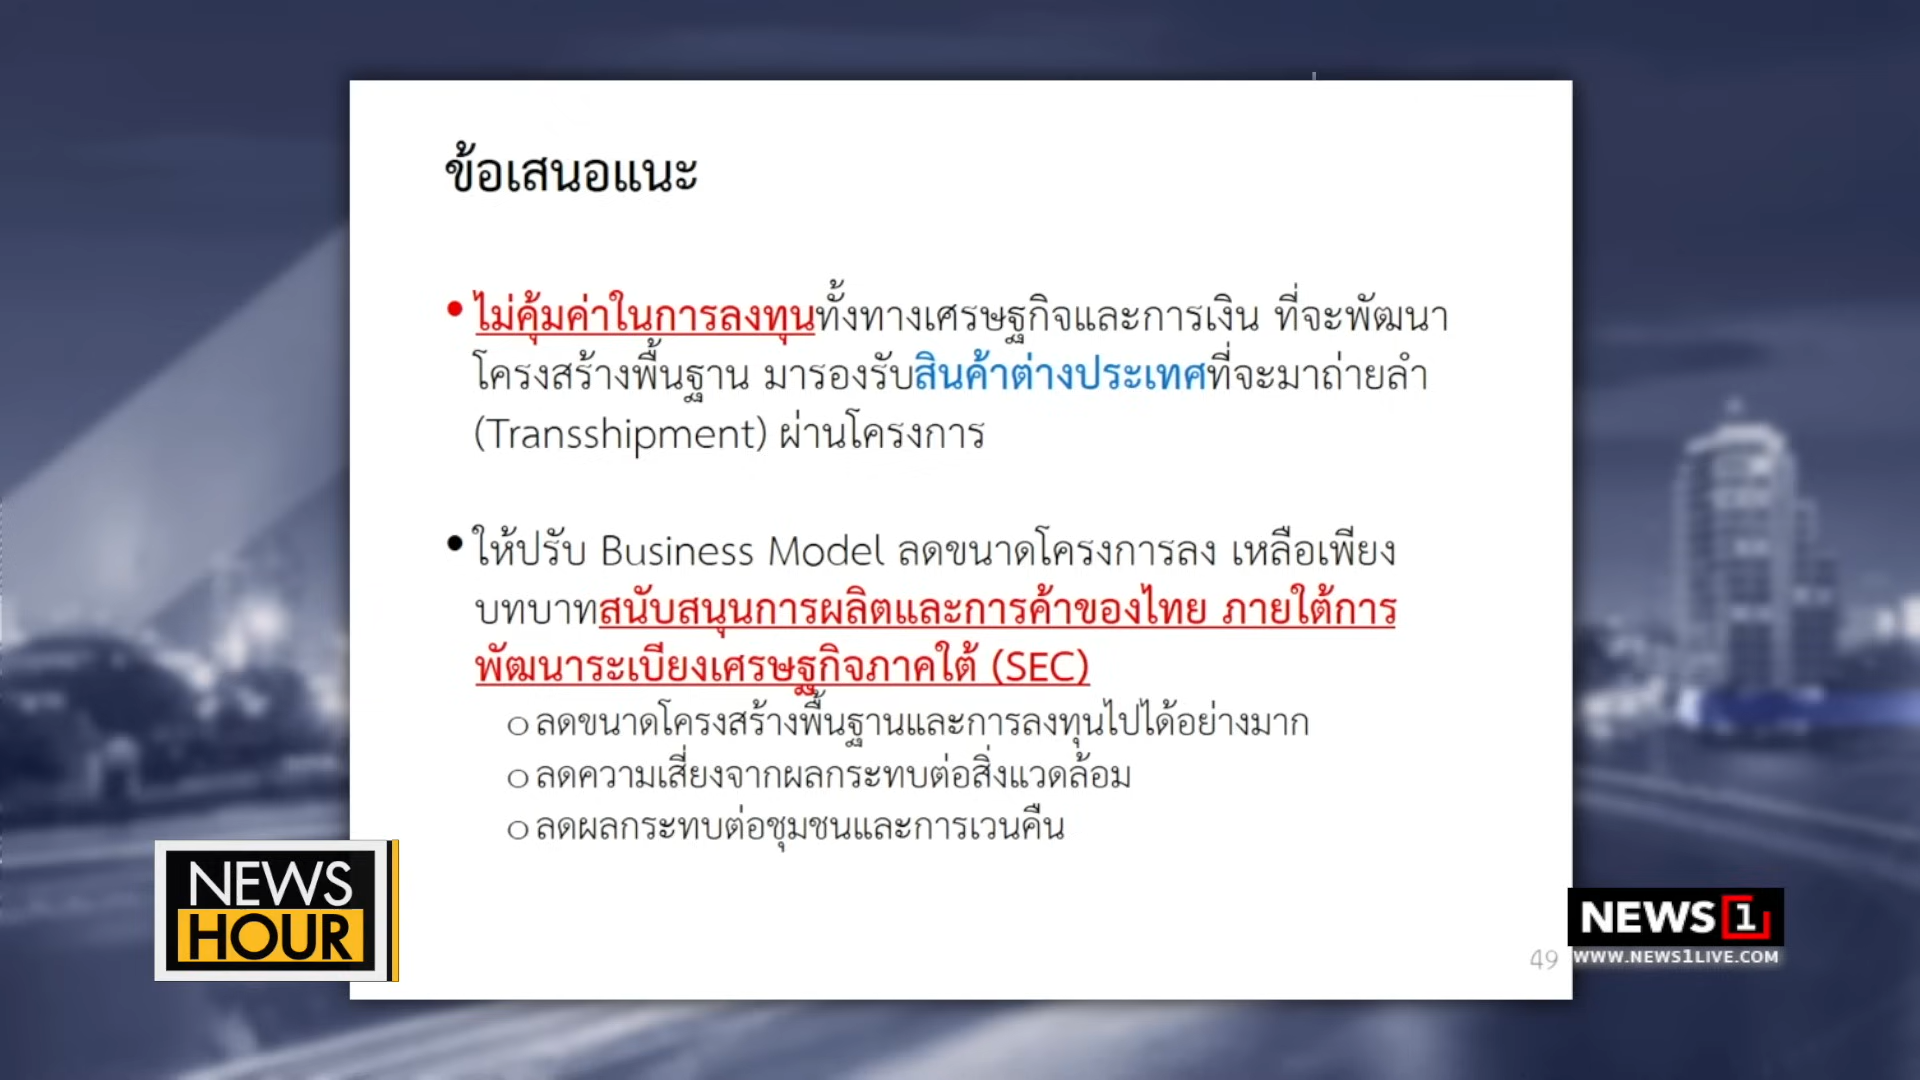 ข้อเสนอแนะ
• ไม่คุ้มค่าในการลงทุนทั้งทางเศรษฐกิจและการเงิน ที่จะพัฒนา
โครงสร้างพื้นฐาน มารองรับสินค้าต่างประเทศที่จะมาถ่ายลำ
(Transshipment) ผ่านโครงการ
• ให้ปรับ Business Model ลดขนาดโครงการลง เหลือเพียง
บทบาทสนับสนุนการผลิตและการค้าของไทย ภายใต้การ
พัฒนาระเบียงเศรษฐกิจภาคใต้ (SEC)
o ลดขนาดโครงสร้างพื้นฐานและการลงทุนไปได้อย่างมาก
o ลดความเสี่ยงจากผลกระทบต่อสิ่งแวดล้อม
o ลดผลกระทบต่อชุมชนและการเวนคืน
49
NEWS
HOUR
NEWS 1
WWW.NEWS1LIVE.COM